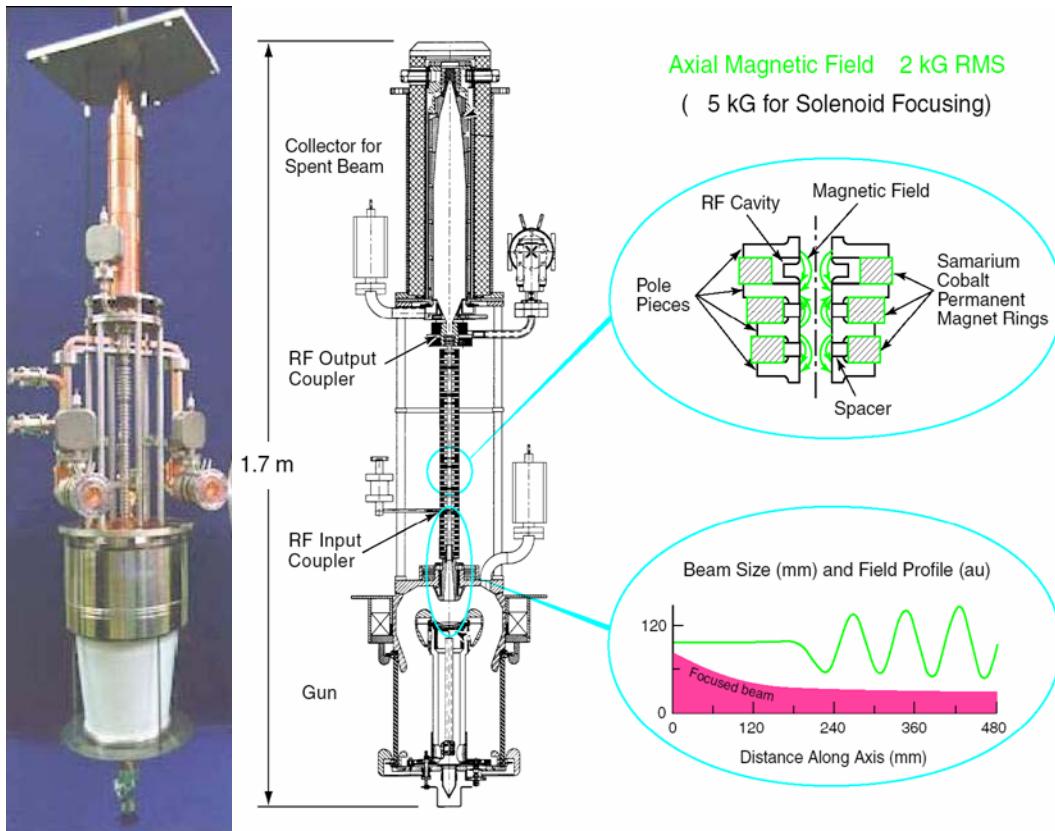 Axial Magnetic Field 2 kG RMS
( 5 kG for Solenoid Focusing)
Collector for
Spent Beam
RF Output
Coupler
1.7 m
RF Input
Coupler
Gun
Magnetic Field
RF Cavity
Pole
Pieces
Samarium
Cobalt
Permanent
Magnet Rings
Spacer
Beam Size (mm) and Field Profile (au)
120
0
Focused beam
0 120 240 360 480
Distance Along Axis (mm)